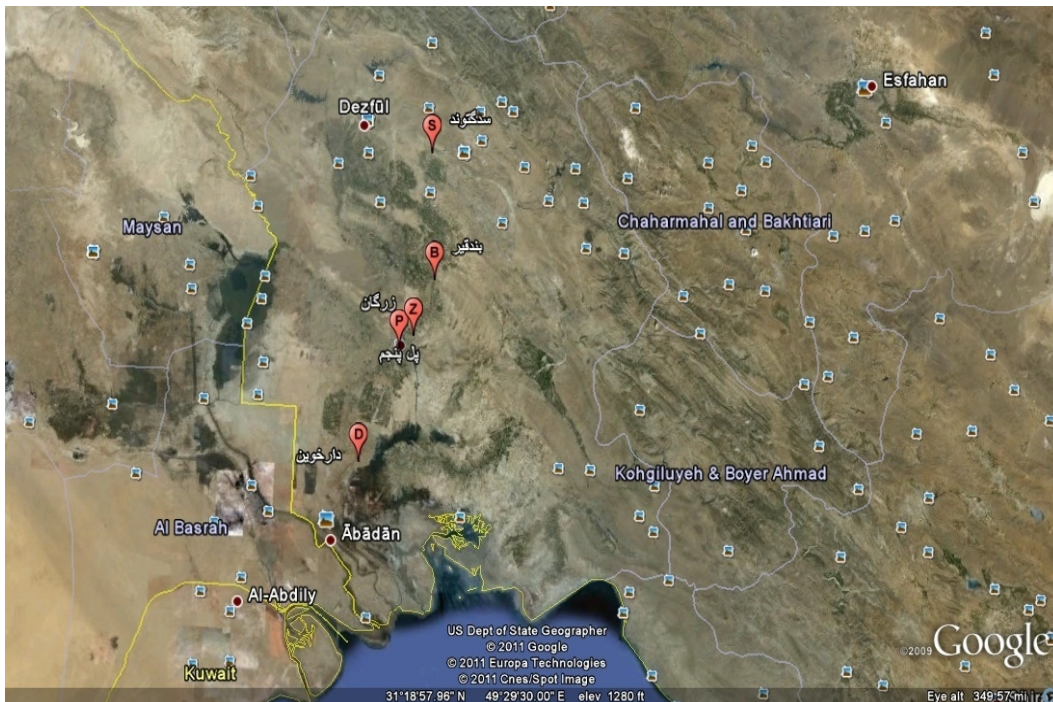 Esfahan
Dezfūl
S
سدگتوند
Maysan
Chaharmahal and Bakhtiari
B
بندقیر
زرگان
Z
P
پل پنجم
D
دارخوین
Kohgiluyeh & Boyer Ahmad
Al Basrah
Ābādān
Al-Abdily
Kuwait
US Dept of State Geographer
© 2011 Google
© 2011 Europa Technologies
© 2011 Cnes/Spot Image
©2009 Google
31°18'57.96" N 49°29'30.00" E elev 1280 ft
Eye alt 349.57 mi